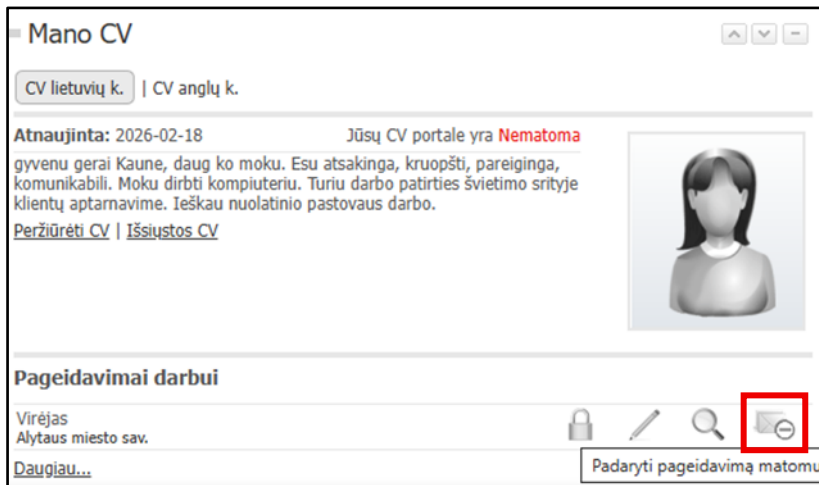 Mano CV
CV lietuvių k. | CV anglų k.
Atnaujinta: 2026-02-18 Jūsų CV portale yra Nematoma
gyvenu gerai Kaune, daug ko moku. Esu atsakinga, kruopšti, pareiginga,
komunikabili. Moku dirbti kompiuteriu. Turiu darbo patirties švietimo srityje
klientų aptarnavime. Ieškau nuolatinio pastovaus darbo.
Peržiūrėti CV | Išsiųstos CV
Pageidavimai darbui
Virėjas
Alytaus miesto sav.
Daugiau... Padaryti pageidavimą matomu